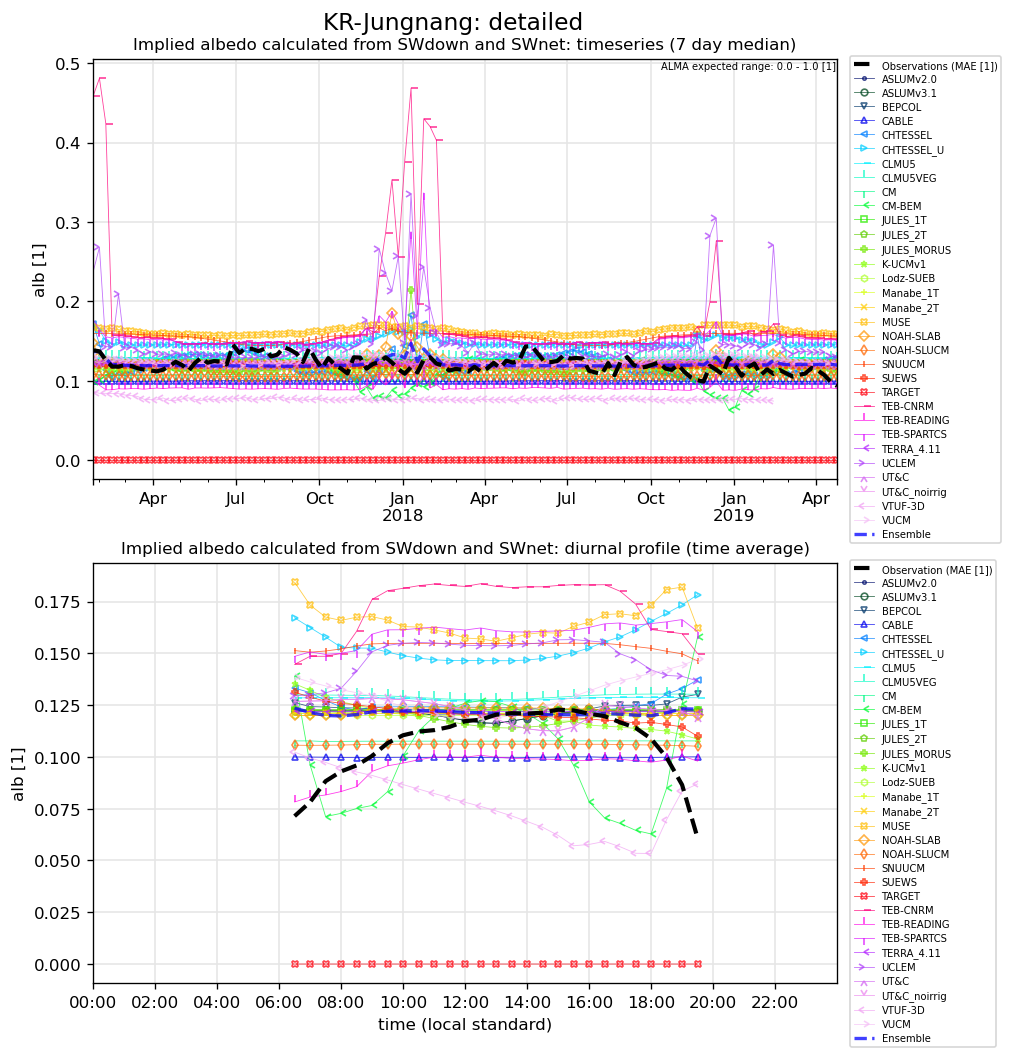 KR-Jungnang: detailed
Implied albedo calculated from SWdown and SWnet: timeseries (7 day median)
ALMA expected range: 0.0 - 1.0 [1]
alb [1]
0.5
0.4
0.3
0.2
0.1
0.0
Apr
Jul
Oct
Jan
2018
Apr
Jul
Oct
Jan
2019
Apr
Observations (MAE [1])
ASLUMv2.0
ASLUMv3.1
BEPCOL
CABLE
CHTESSEL
CHTESSEL_U
CLMU5
CLMU5VEG
CM
CM-BEM
JULES_1T
JULES_2T
JULES_MORUS
K-UCMv1
Lodz-SUEB
Manabe_1T
Manabe_2T
MUSE
NOAH-SLAB
NOAH-SLUCM
SNUUCM
SUEWS
TARGET
TEB-CNRM
TEB-READING
TEB-SPARTCS
TERRA_4.11
UCLEM
UT&C
UT&C_noirrig
VTUF-3D
VUCM
Ensemble
Implied albedo calculated from SWdown and SWnet: diurnal profile (time average)
alb [1]
0.175
0.150
0.125
0.100
0.075
0.050
0.025
0.000
00:00
02:00
04:00
06:00
08:00
10:00
12:00
14:00
16:00
18:00
20:00
22:00
time (local standard)
Observation (MAE [1])
ASLUMv2.0
ASLUMv3.1
BEPCOL
CABLE
CHTESSEL
CHTESSEL_U
CLMU5
CLMU5VEG
CM
CM-BEM
JULES_1T
JULES_2T
JULES_MORUS
K-UCMv1
Lodz-SUEB
Manabe_1T
Manabe_2T
MUSE
NOAH-SLAB
NOAH-SLUCM
SNUUCM
SUEWS
TARGET
TEB-CNRM
TEB-READING
TEB-SPARTCS
TERRA_4.11
UCLEM
UT&C
UT&C_noirrig
VTUF-3D
VUCM
Ensemble